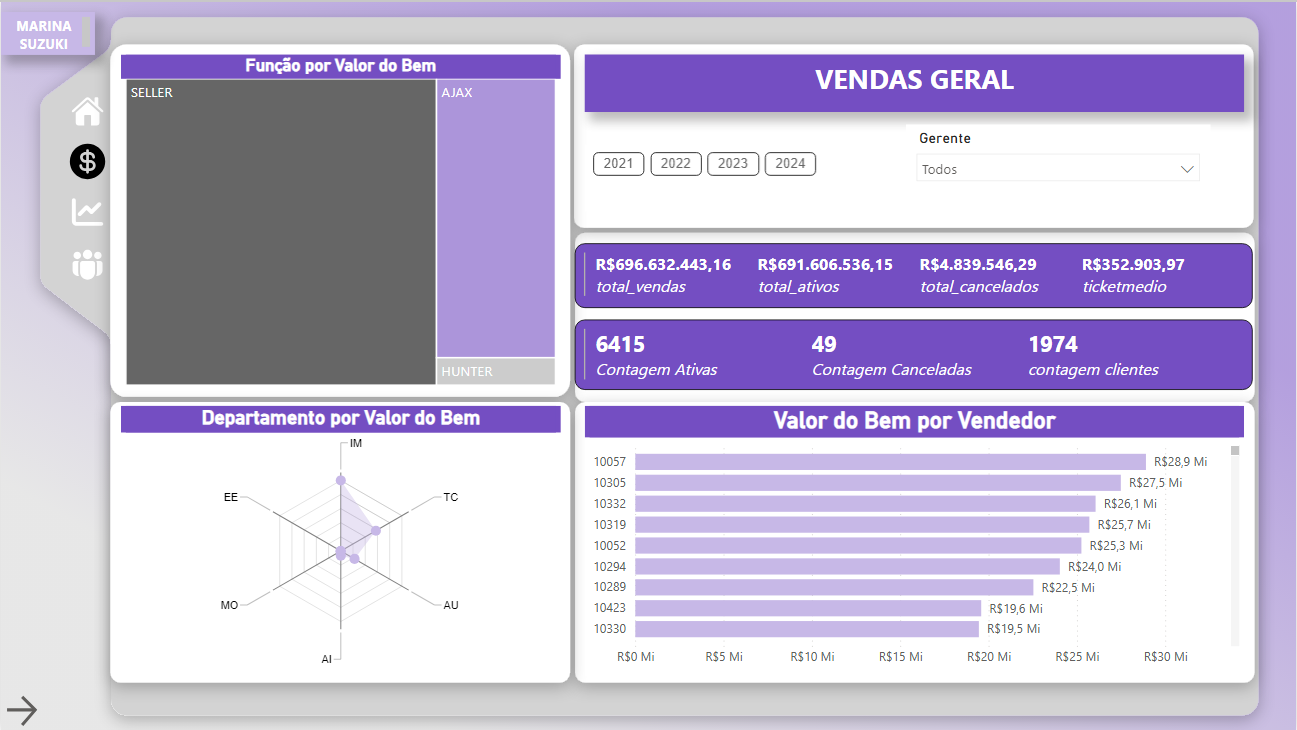 MARINA
SUZUKI
Função por Valor do Bem
SELLER
AJAX
HUNTER
VENDAS GERAL
2021 2022 2023 2024
Gerente
Todos
R$696.632.443,16 R$691.606.536,15 R$4.839.546,29 R$352.903,97
total_vendas total_ativos total_cancelados ticketmedio
6415 49 1974
Contagem Ativas Contagem Canceladas contagem clientes
Departamento por Valor do Bem
IM
TC
AU
AI
MO
EE
Valor do Bem por Vendedor
10057 R$28,9 Mi
10305 R$27,5 Mi
10332 R$26,1 Mi
10319 R$25,7 Mi
10052 R$25,3 Mi
10294 R$24,0 Mi
10289 R$22,5 Mi
10423 R$19,6 Mi
10330 R$19,5 Mi
R$0 Mi R$5 Mi R$10 Mi R$15 Mi R$20 Mi R$25 Mi R$30 Mi